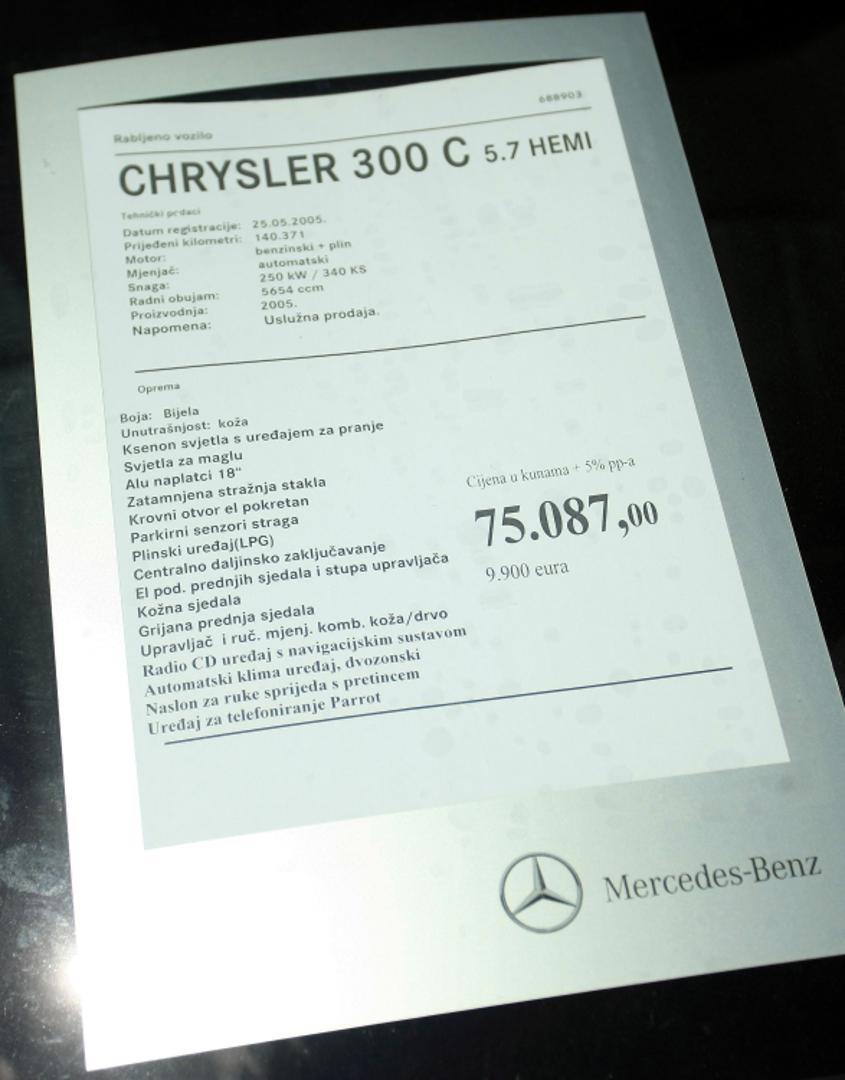 688903
Rabljeno vozilo
CHRYSLER 300 C 5.7 HEMI
Tehnički podaci
Datum registracije: 25.05.2005.
Prijeđeni kilometri: 140.371
Motor: benzinski + plin
Mjenjač: automatski
Snaga: 250 kW / 340 KS
Radni obujam: 5654 ccm
Proizvodnja: 2005.
Napomena: Uslužna prodaja.
Oprema
Boja: Bijela
Unutrašnjost: koža
Ksenon svjetla s uređajem za pranje
Svjetla za maglu
Alu naplatci 18"
Zatamnjena stražnja stakla
Krovni otvor el pokretan
Parkirni senzori straga
Plinski uređaj(LPG)
Centralno daljinsko zaključavanje
El pod. prednjih sjedala i stupa upravljača
Kožna sjedala
Grijana prednja sjedala
Upravljač i ruč. mjenj. komb. koža/drvo
Radio CD uređaj s navigacijskim sustavom
Automatski klima uređaj, dvozonski
Naslon za ruke sprijeda s pretincem
Uređaj za telefoniranje Parrot
Cijena u kunama + 5% pp-a
75.087,00
9.900 eura
Mercedes-Benz